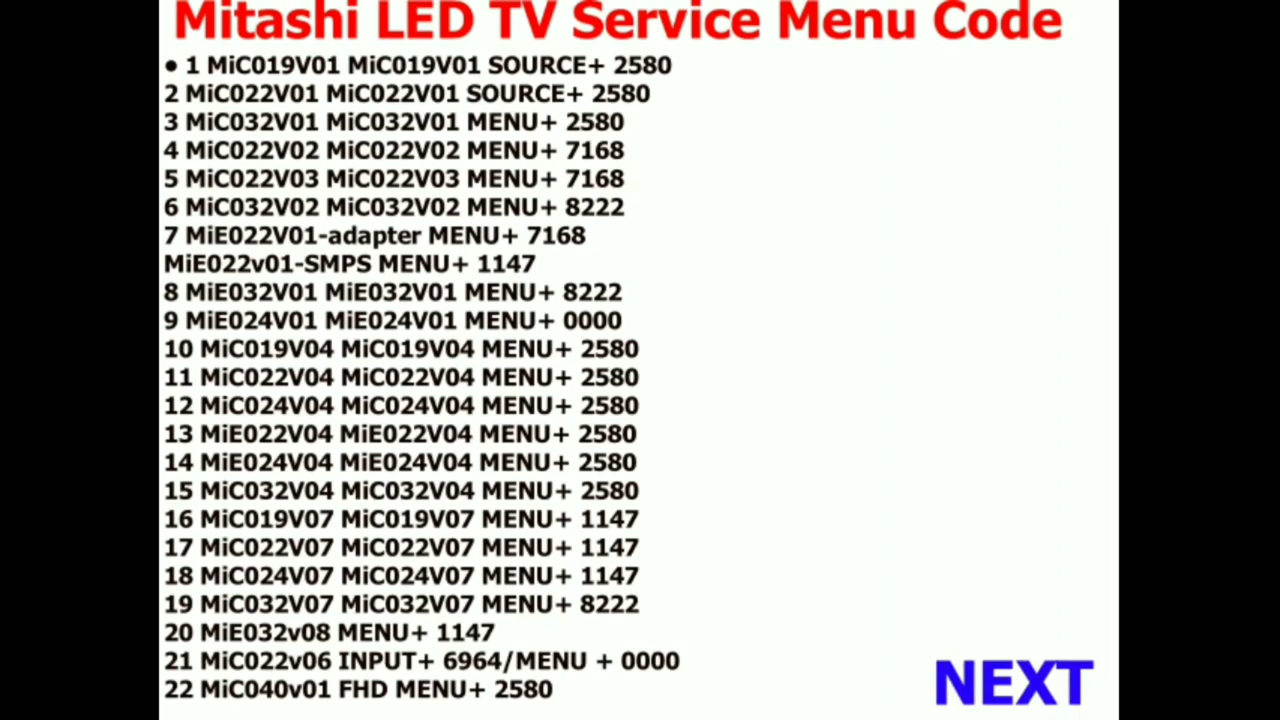 Mitashi LED TV Service Menu Code
● 1 MiC019V01 MiC019V01 SOURCE+ 2580
2 MiC022V01 MiC022V01 SOURCE+ 2580
3 MiC032V01 MiC032V01 MENU+ 2580
4 MiC022V02 MiC022V02 MENU+ 7168
5 MiC022V03 MiC022V03 MENU+ 7168
6 MiC032V02 MiC032V02 MENU+ 8222
7 MiE022V01-adapter MENU+ 7168
MiE022v01-SMPS MENU+ 1147
8 MiE032V01 MiE032V01 MENU+ 8222
9 MiE024V01 MiE024V01 MENU+ 0000
10 MiC019V04 MiC019V04 MENU+ 2580
11 MiC022V04 MiC022V04 MENU+ 2580
12 MiC024V04 MiC024V04 MENU+ 2580
13 MiE022V04 MiE022V04 MENU+ 2580
14 MiE024V04 MiE024V04 MENU+ 2580
15 MiC032V04 MiC032V04 MENU+ 2580
16 MiC019V07 MiC019V07 MENU+ 1147
17 MiC022V07 MiC022V07 MENU+ 1147
18 MiC024V07 MiC024V07 MENU+ 1147
19 MiC032V07 MiC032V07 MENU+ 8222
20 MiE032v08 MENU+ 1147
21 MiC022v06 INPUT+ 6964/MENU + 0000
22 MiC040v01 FHD MENU+ 2580
NEXT